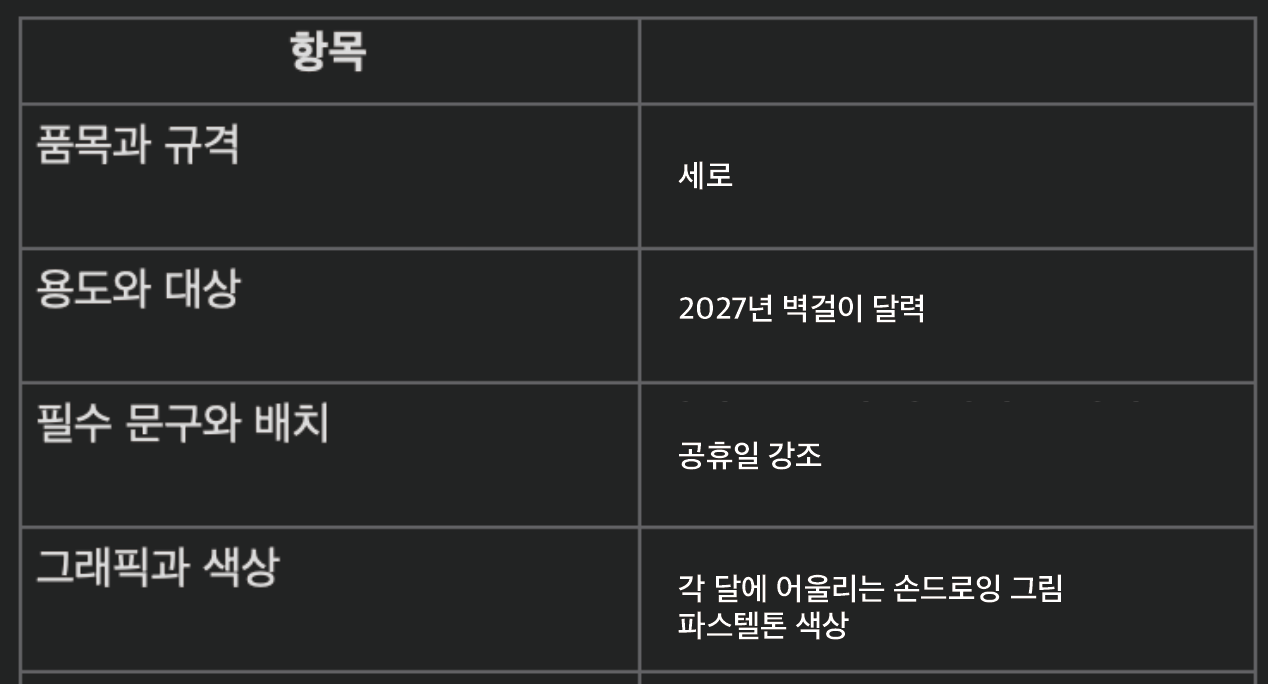 항목
품목과 규격
세로
용도와 대상
2027년 벽걸이 달력
필수 문구와 배치
공휴일 강조
그래픽과 색상
각 달에 어울리는 손드로잉 그림
파스텔톤 색상